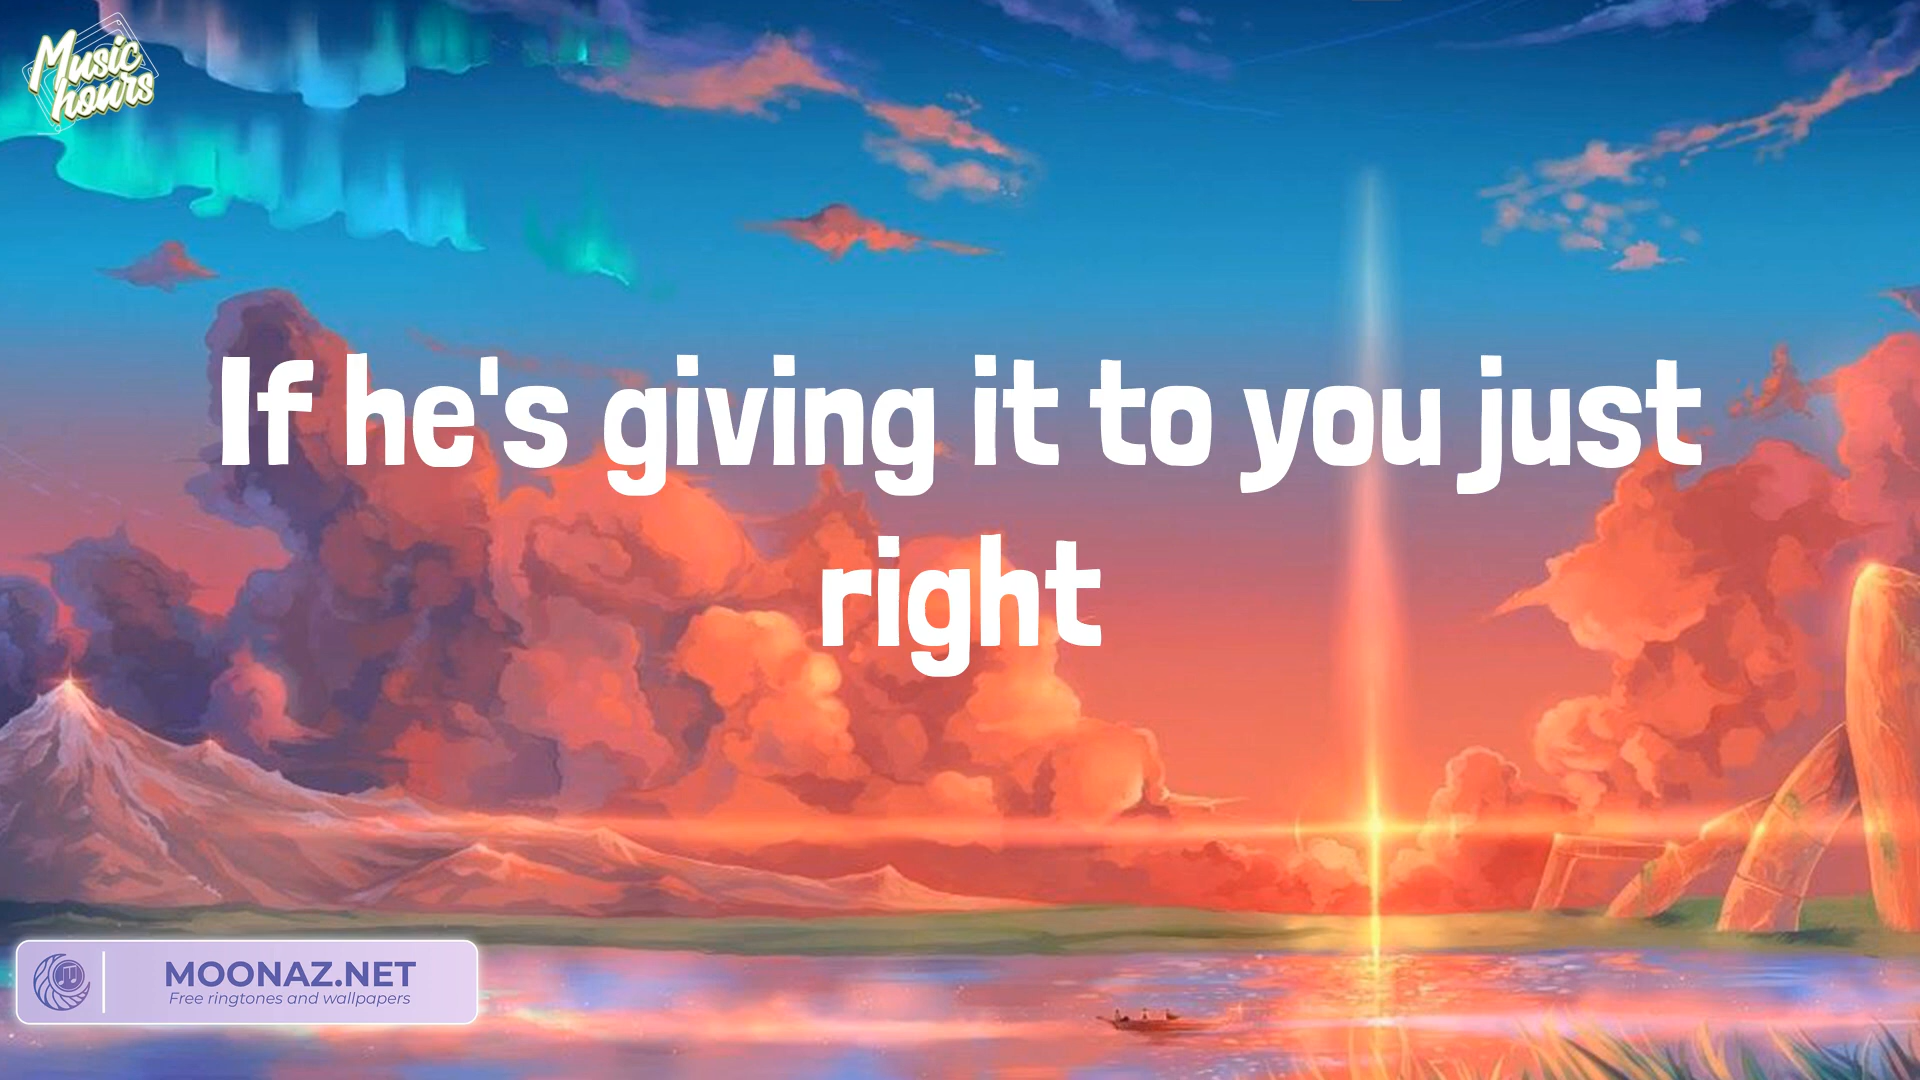 Music
hours
If he's giving it to you just
right
MOONAZ.NET
Free ringtones and wallpapers